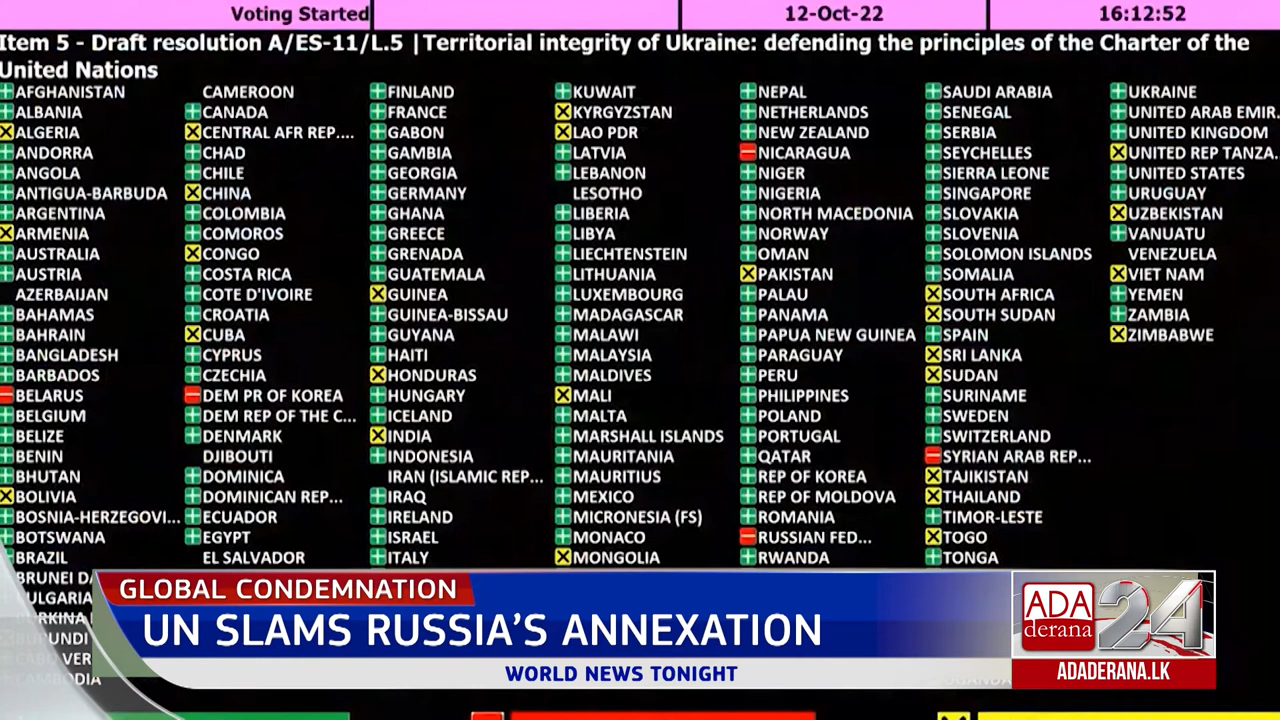 Voting Started
12-Oct-22
16:12:52
Item 5 - Draft resolution A/ES-11/L.5 | Territorial integrity of Ukraine: defending the principles of the Charter of the
United Nations
AFGHANISTAN
ALBANIA
ALGERIA
ANDORRA
ANGOLA
ANTIGUA-BARBUDA
ARGENTINA
ARMENIA
AUSTRALIA
AUSTRIA
AZERBAIJAN
BAHAMAS
BAHRAIN
BANGLADESH
BARBADOS
BELARUS
BELGIUM
BELIZE
BENIN
BHUTAN
BOLIVIA
BOSNIA-HERZEGOVI...
BOTSWANA
BRAZIL
BRUNEI DA
BULGARIA
BURKINA
BURUNDI
CABO VER
CAMBODIA
CAMEROON
CANADA
CENTRAL AFR REP....
CHAD
CHILE
CHINA
COLOMBIA
COMOROS
CONGO
COSTA RICA
COTE D'IVOIRE
CROATIA
CUBA
CYPRUS
CZECHIA
DEM PR OF KOREA
DEM REP OF THE C...
DENMARK
DJIBOUTI
DOMINICA
DOMINICAN REP...
ECUADOR
EGYPT
EL SALVADOR
FINLAND
FRANCE
GABON
GAMBIA
GEORGIA
GERMANY
GHANA
GREECE
GRENADA
GUATEMALA
GUINEA
GUINEA-BISSAU
GUYANA
HAITI
HONDURAS
HUNGARY
ICELAND
INDIA
INDONESIA
IRAN (ISLAMIC REP...
IRAQ
IRELAND
ISRAEL
ITALY
KUWAIT
KYRGYZSTAN
LAO PDR
LATVIA
LEBANON
LESOTHO
LIBERIA
LIBYA
LIECHTENSTEIN
LITHUANIA
LUXEMBOURG
MADAGASCAR
MALAWI
MALAYSIA
MALDIVES
MALI
MALTA
MARSHALL ISLANDS
MAURITANIA
MAURITIUS
MEXICO
MICRONESIA (FS)
MONACO
MONGOLIA
NEPAL
NETHERLANDS
NEW ZEALAND
NICARAGUA
NIGER
NIGERIA
NORTH MACEDONIA
NORWAY
OMAN
PAKISTAN
PALAU
PANAMA
PAPUA NEW GUINEA
PARAGUAY
PERU
PHILIPPINES
POLAND
PORTUGAL
QATAR
REP OF KOREA
REP OF MOLDOVA
ROMANIA
RUSSIAN FED...
RWANDA
SAUDI ARABIA
SENEGAL
SERBIA
SEYCHELLES
SIERRA LEONE
SINGAPORE
SLOVAKIA
SLOVENIA
SOLOMON ISLANDS
SOMALIA
SOUTH AFRICA
SOUTH SUDAN
SPAIN
SRI LANKA
SUDAN
SURINAME
SWEDEN
SWITZERLAND
SYRIAN ARAB REP...
TAJIKISTAN
THAILAND
TIMOR-LESTE
TOGO
TONGA
UKRAINE
UNITED ARAB EMIR.
UNITED KINGDOM
UNITED REP TANZA.
UNITED STATES
URUGUAY
UZBEKISTAN
VANUATU
VENEZUELA
VIET NAM
YEMEN
ZAMBIA
ZIMBABWE
GLOBAL CONDEMNATION
UN SLAMS RUSSIA'S ANNEXATION
WORLD NEWS TONIGHT
ADA
derana
24
ADADERANA.LK